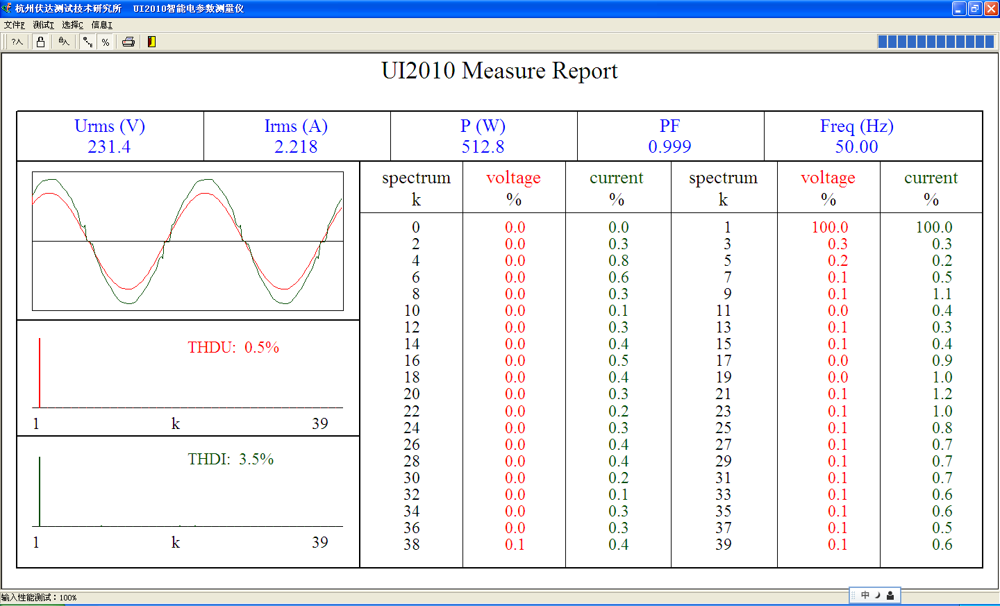 杭州伏达测试技术研究所 UI2010智能电参数测量仪
文件F 测试T 选择C 信息I
?入 入 E %
UI2010 Measure Report
Urms (V) Irms (A) P (W) PF Freq (Hz)
231.4 2.218 512.8 0.999 50.00
spectrum voltage current spectrum voltage current
k % % k % %
0 0.0 0.0 1 100.0 100.0
2 0.0 0.3 3 0.3 0.3
4 0.0 0.8 5 0.2 0.2
6 0.0 0.6 7 0.1 0.5
8 0.0 0.3 9 0.1 1.1
10 0.0 0.1 11 0.0 0.4
12 0.0 0.3 13 0.1 0.3
14 0.0 0.4 15 0.1 0.4
16 0.0 0.5 17 0.0 0.9
18 0.0 0.4 19 0.0 1.0
20 0.0 0.3 21 0.1 1.2
22 0.0 0.2 23 0.1 1.0
24 0.0 0.3 25 0.1 0.8
26 0.0 0.4 27 0.1 0.7
28 0.0 0.4 29 0.1 0.7
30 0.0 0.2 31 0.1 0.7
32 0.0 0.1 33 0.1 0.6
34 0.0 0.3 35 0.1 0.6
36 0.0 0.3 37 0.1 0.5
38 0.1 0.4 39 0.1 0.6
THDU: 0.5%
1 k 39
THDI: 3.5%
1 k 39
输入性能测试：100%
中